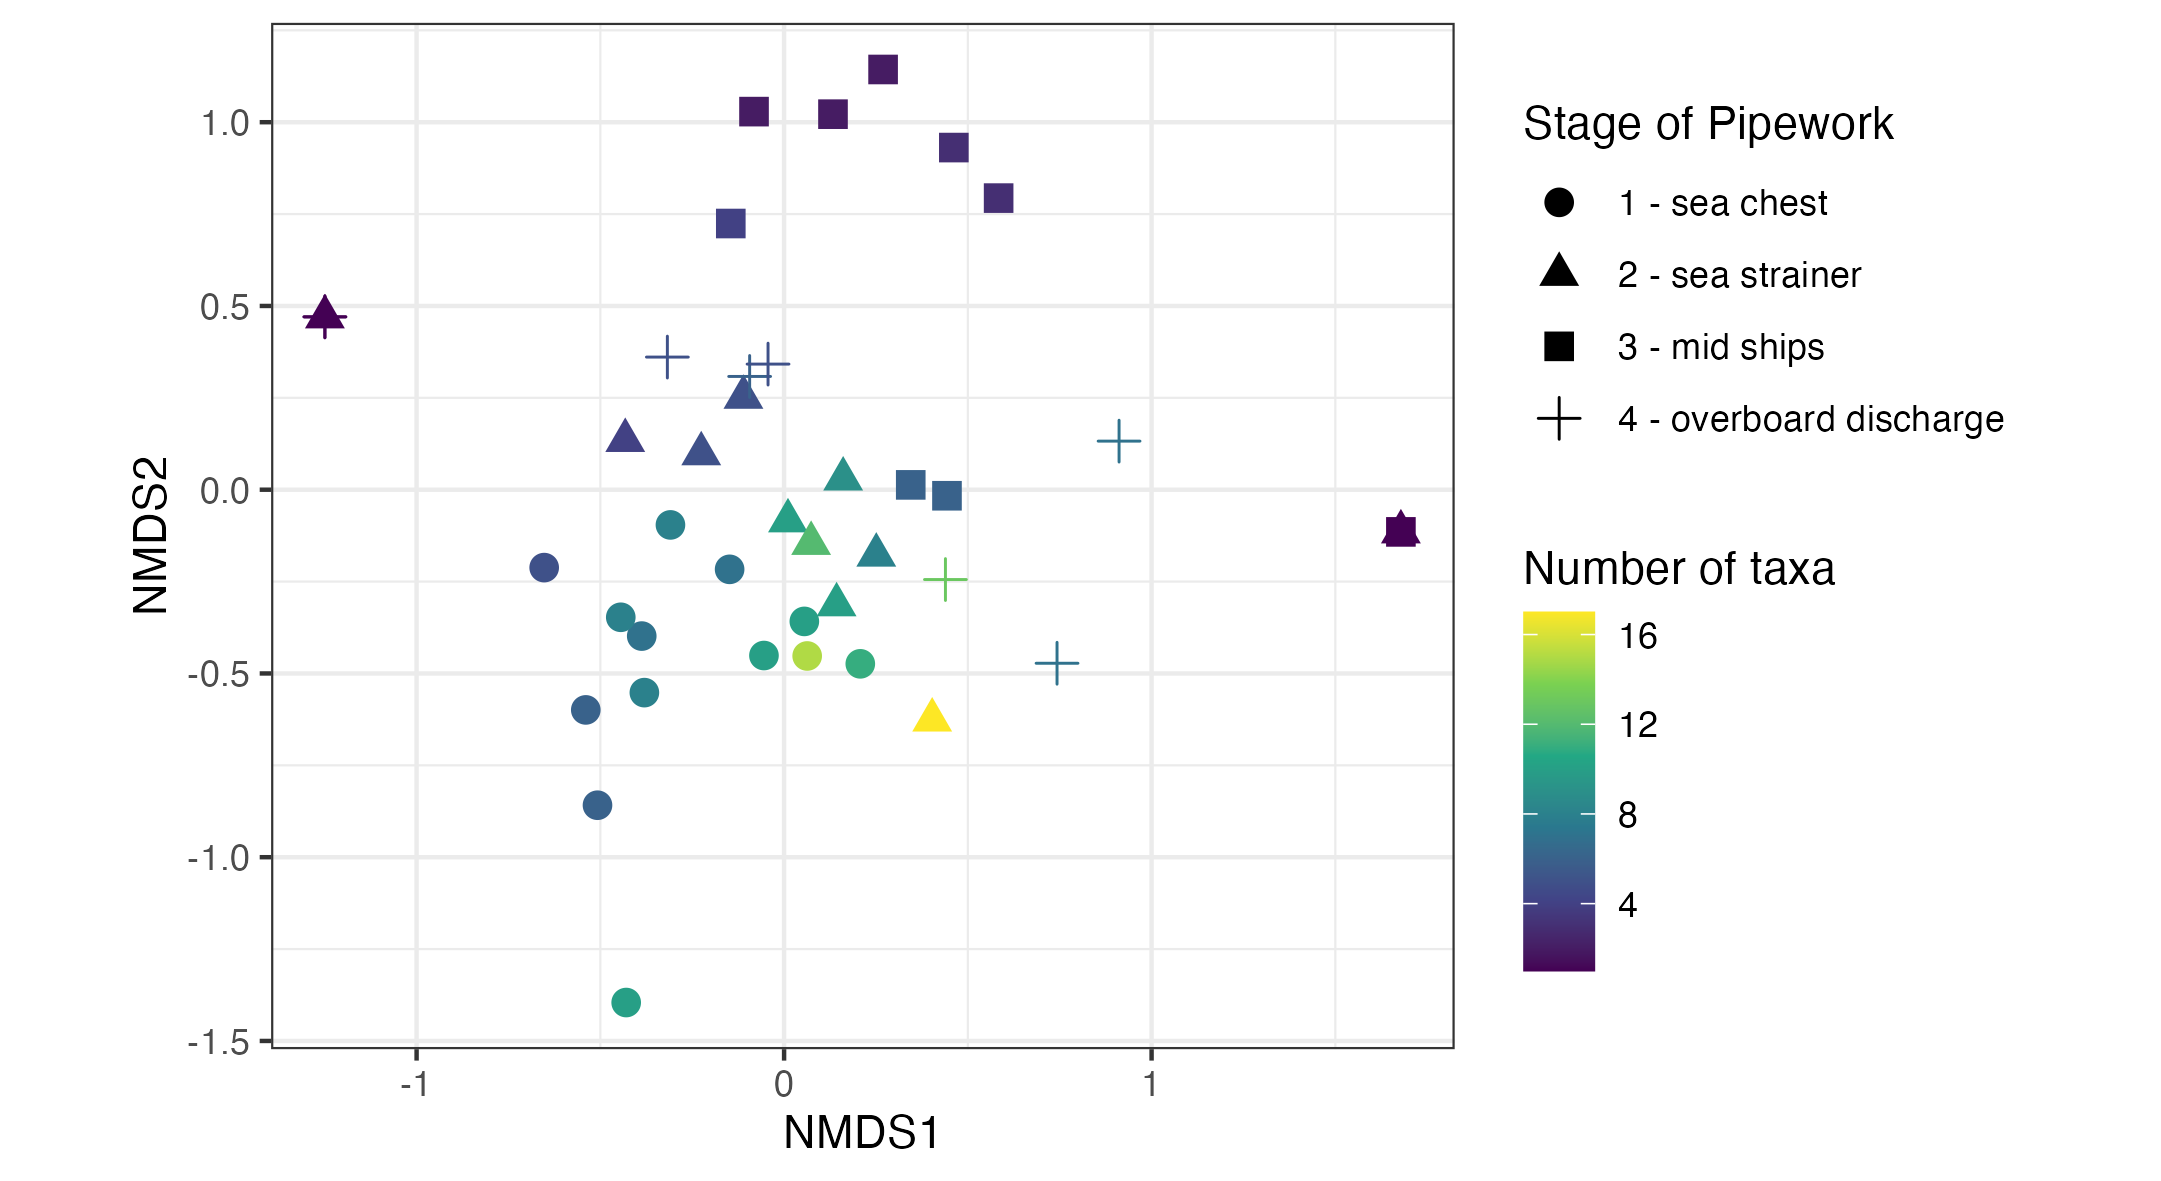 1.0
0.5
0.0
-0.5
-1.0
-1.5
NMDS2
-1
0
1
NMDS1
Stage of Pipework
1 - sea chest
2 - sea strainer
3 - mid ships
4 - overboard discharge
Number of taxa
16
12
8
4